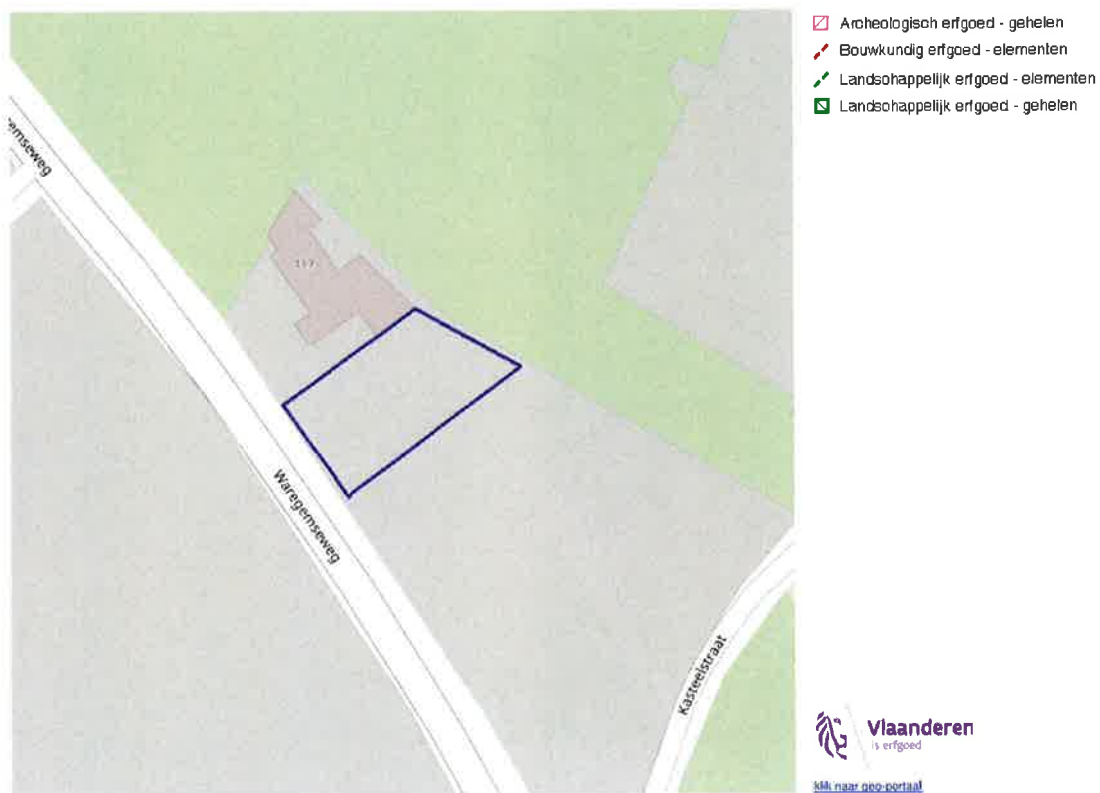 Archeologisch erfgoed - gehelen
Bouwkundig erfgoed - elementen
Landschappelijk erfgoed - elementen
Landschappelijk erfgoed - gehelen
emseweg
Waregemseweg
Kasteelstraat
Vlaanderen
is erfgoed
klik naar geo-portaal